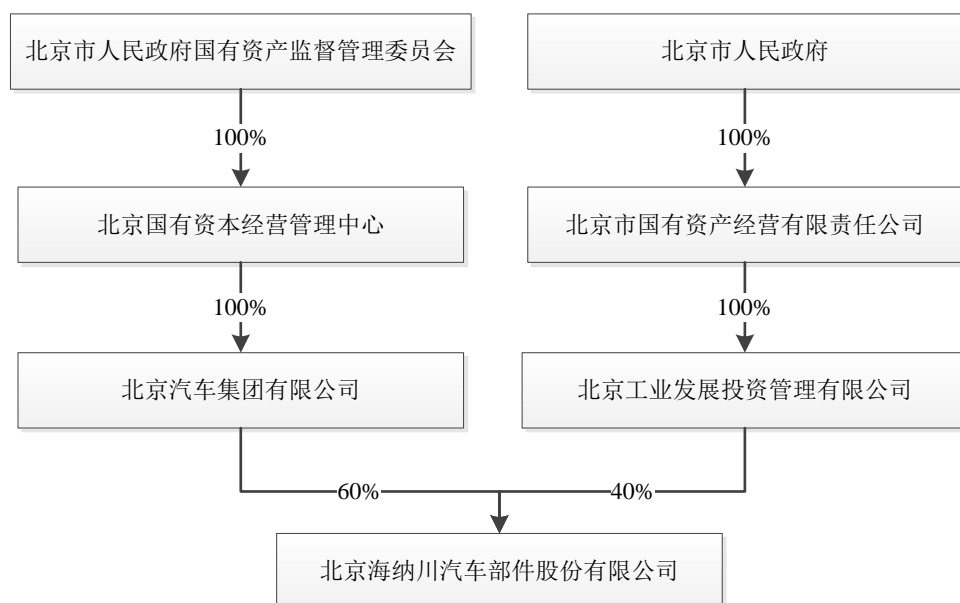 北京市人民政府国有资产监督管理委员会
北京市人民政府
100%
100%
北京国有资本经营管理中心
北京市国有资产经营有限责任公司
100%
100%
北京汽车集团有限公司
北京工业发展投资管理有限公司
60%
40%
北京海纳川汽车部件股份有限公司